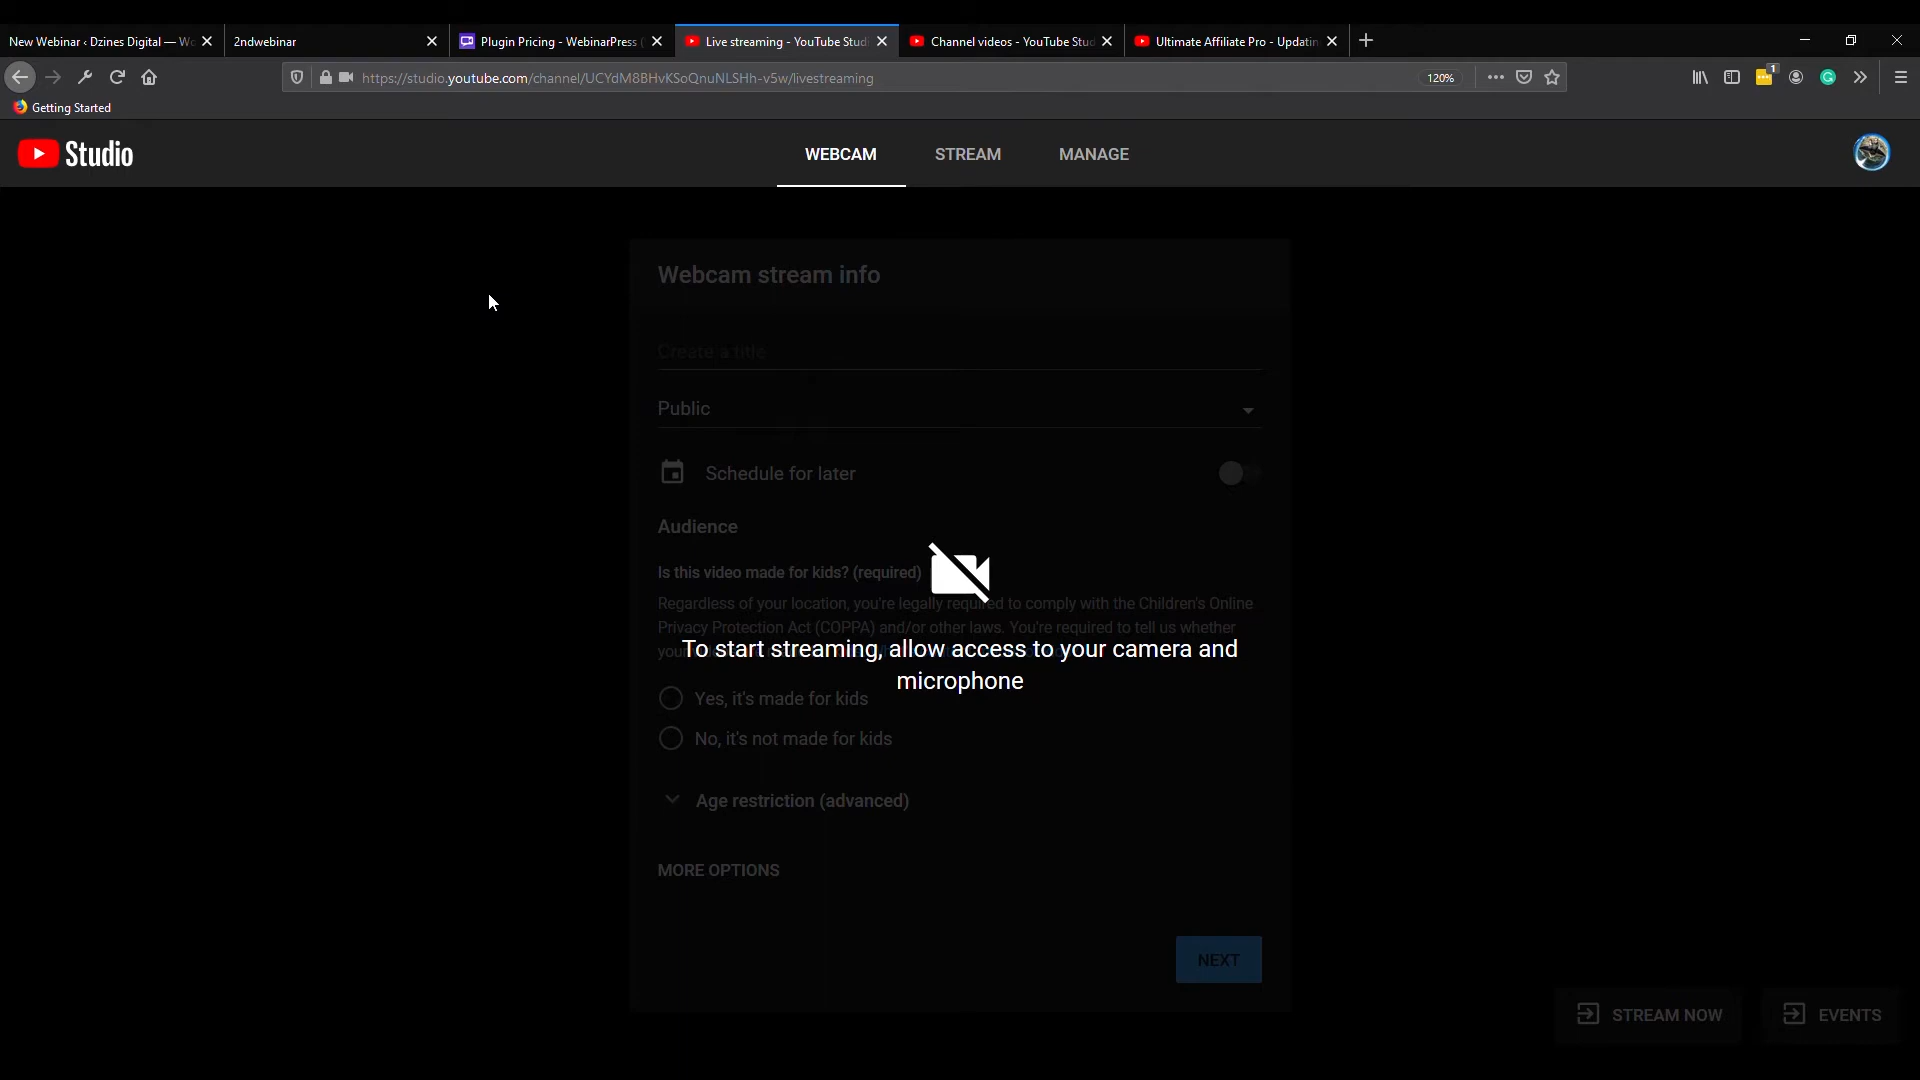 New Webinar ‹ Dzines Digital — Wo
2ndwebinar
Plugin Pricing - WebinarPress (
Live streaming - YouTube Studi
Channel videos - YouTube Stud
Ultimate Affiliate Pro - Updatin
https://studio.youtube.com/channel/UCYdM8BHvKSoQnuNLSHh-v5w/livestreaming
120%
1
Getting Started
Studio
WEBCAM
STREAM
MANAGE
Webcam stream info
Create a title
Public
Schedule for later
Audience
Is this video made for kids? (required)
Regardless of your location, you're legally required to comply with the Children's Online
Privacy Protection Act (COPPA) and/or other laws. You're required to tell us whether
your
To start streaming, allow access to your camera and
microphone
Yes, it's made for kids
No, it's not made for kids
Age restriction (advanced)
MORE OPTIONS
NEXT
STREAM NOW
EVENTS